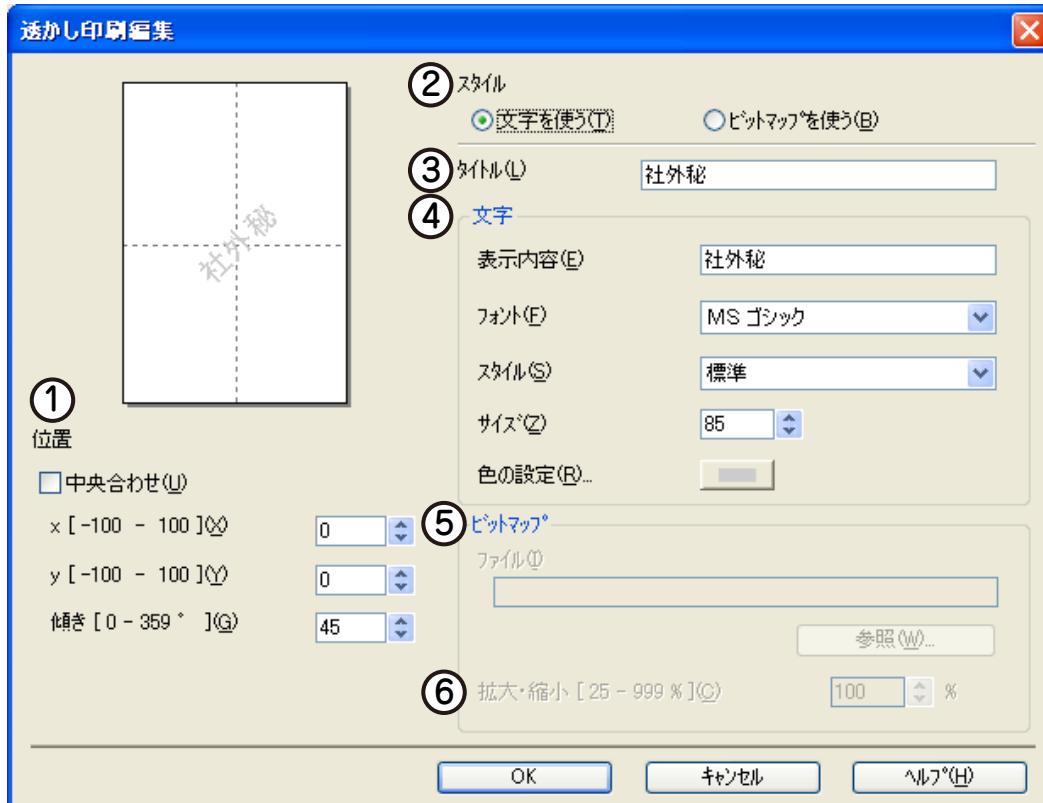 透かし印刷編集
社外秘
①
位置
中央合わせ(U)
x [ -100 - 100 ](X) 0
y [ -100 - 100 ](Y) 0
傾き [ 0 - 359 ° ](G) 45
② スタイル
文字を使う(T) ビットマップを使う(B)
③ タイトル(L) 社外秘
④ 文字
表示内容(E) 社外秘
フォント(F) MS ゴシック
スタイル(S) 標準
サイズ(Z) 85
色の設定(R)...
⑤ ビットマップ
ファイル(I)
参照(W)...
⑥ 拡大・縮小 [ 25 - 999 % ](C) 100 %
OK キャンセル ヘルプ(H)